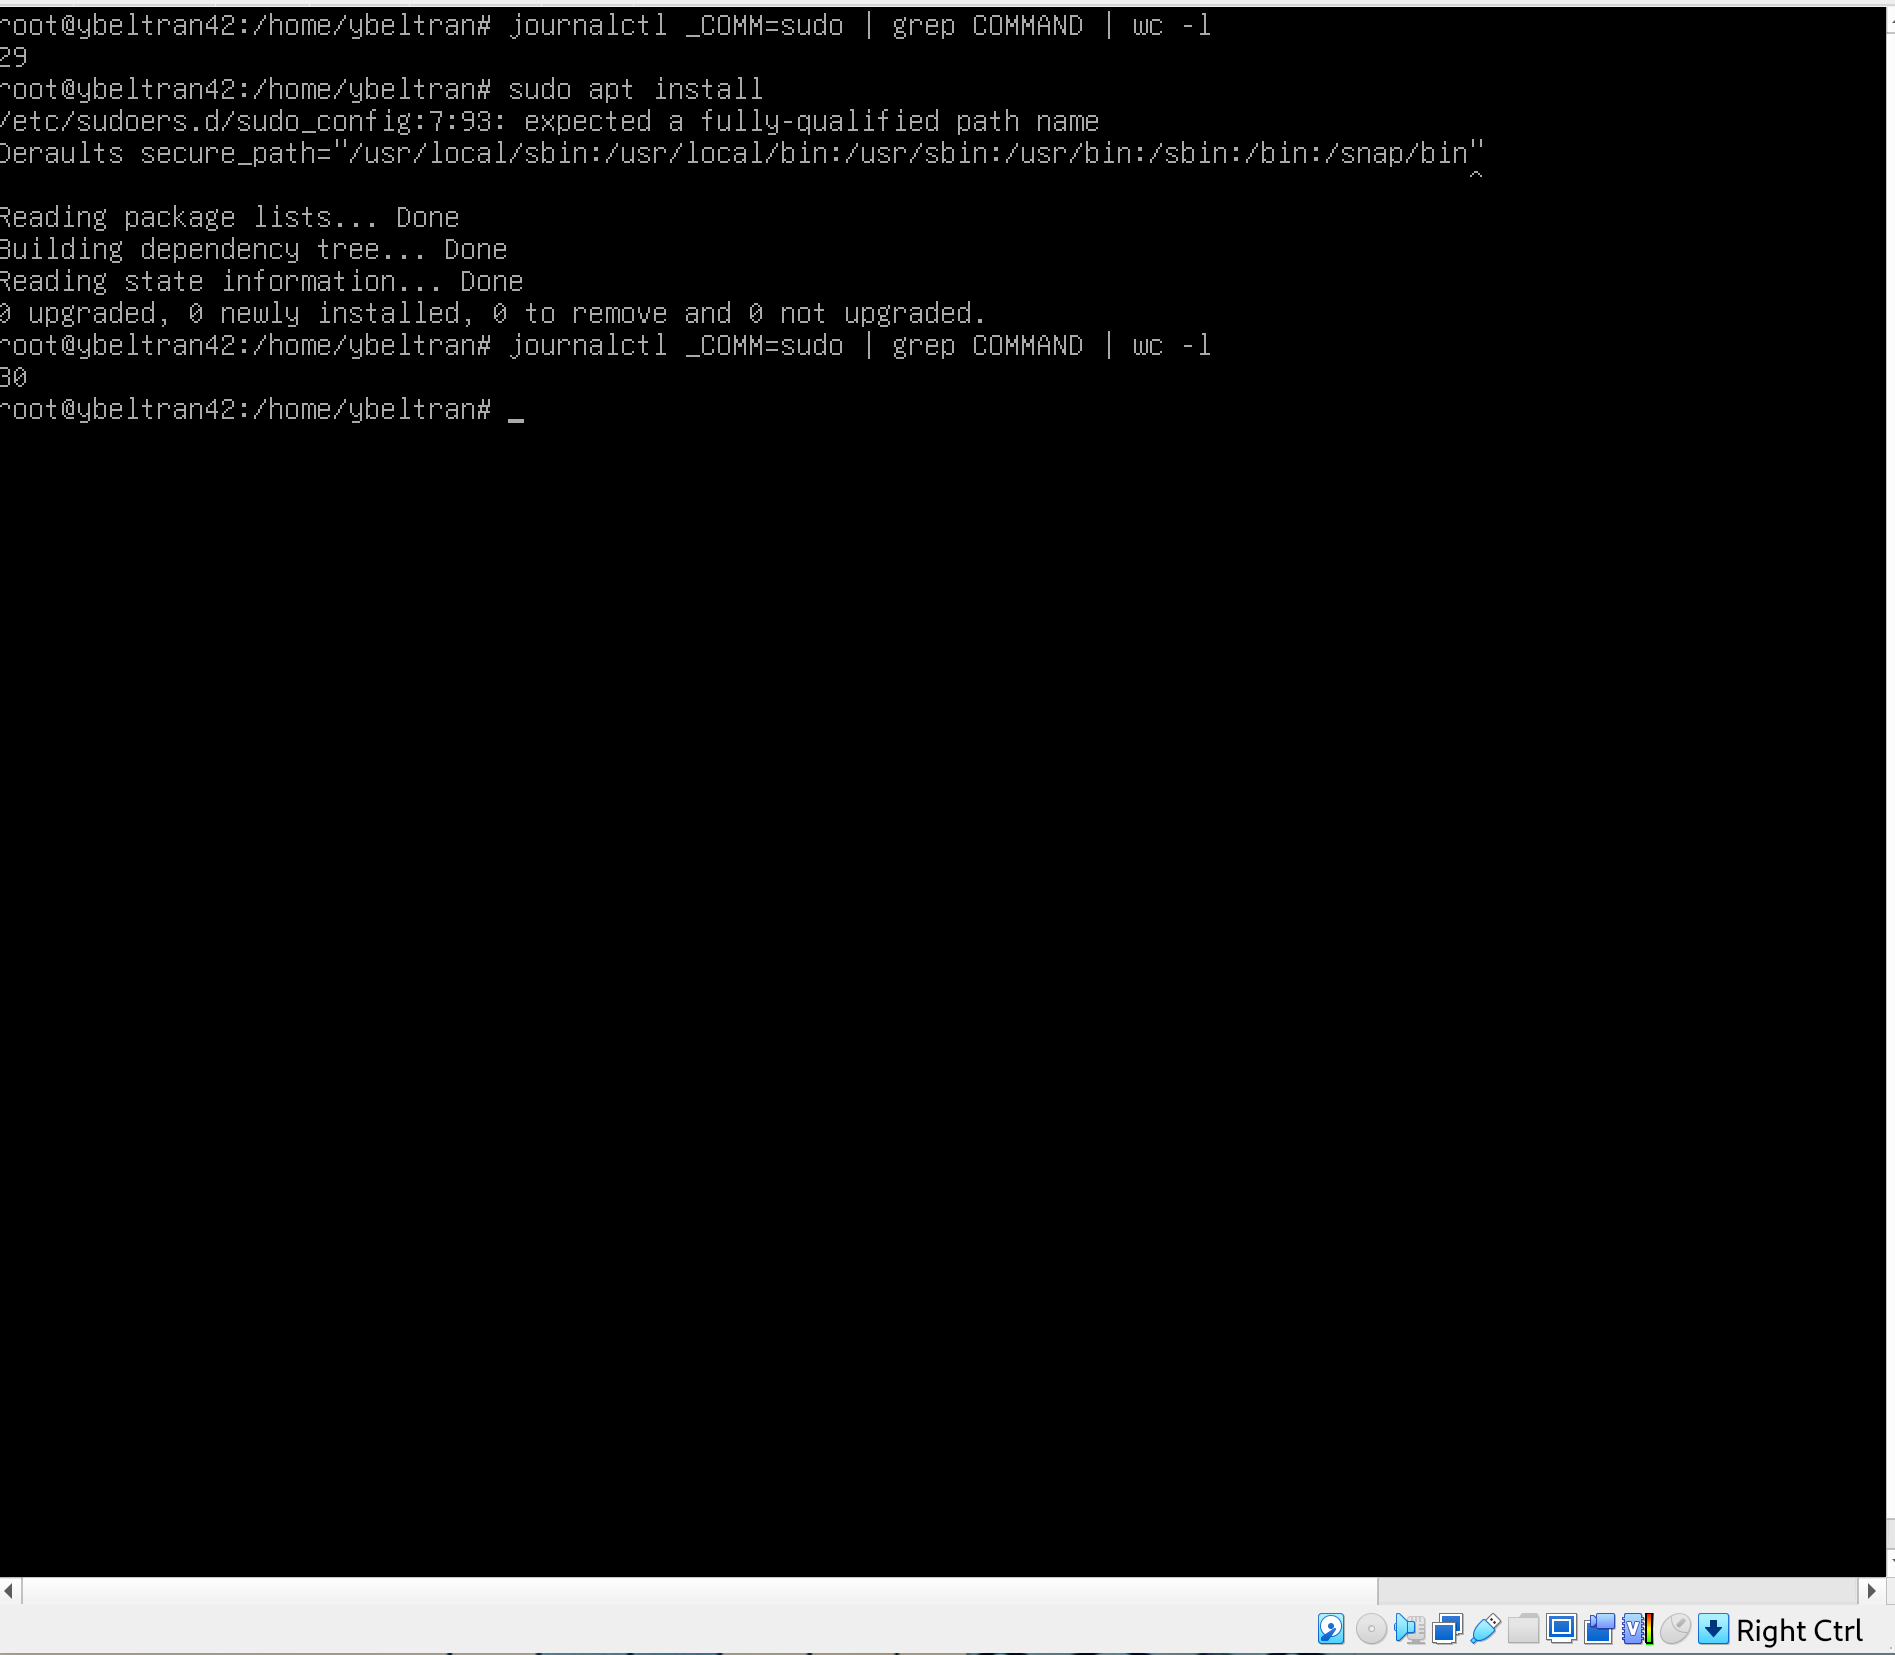 root@ybeltran42:/home/ybeltran# journalctl _COMM=sudo | grep COMMAND | wc -l
29
root@ybeltran42:/home/ybeltran# sudo apt install
/etc/sudoers.d/sudo_config:7:93: expected a fully-qualified path name
Deraults secure_path="/usr/local/sbin:/usr/local/bin:/usr/sbin:/usr/bin:/sbin:/bin:/snap/bin"
^
Reading package lists... Done
Building dependency tree... Done
Reading state information... Done
0 upgraded, 0 newly installed, 0 to remove and 0 not upgraded.
root@ybeltran42:/home/ybeltran# journalctl _COMM=sudo | grep COMMAND | wc -l
30
root@ybeltran42:/home/ybeltran# _
Right Ctrl